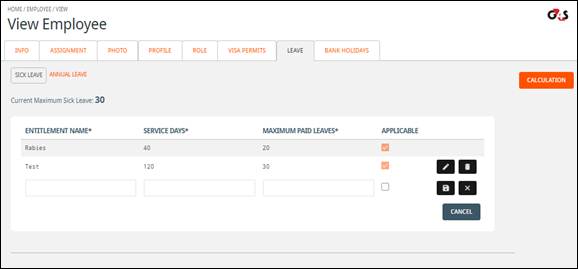 HOME / EMPLOYEE / VIEW
View Employee
G4S
INFO ASSIGNMENT PHOTO PROFILE ROLE VISA PERMITS LEAVE BANK HOLIDAYS
SICK LEAVE ANNUAL LEAVE
CALCULATION
Current Maximum Sick Leave: 30
ENTITLEMENT NAME* SERVICE DAYS* MAXIMUM PAID LEAVES* APPLICABLE
Rabies 40 20
Test 120 30
CANCEL